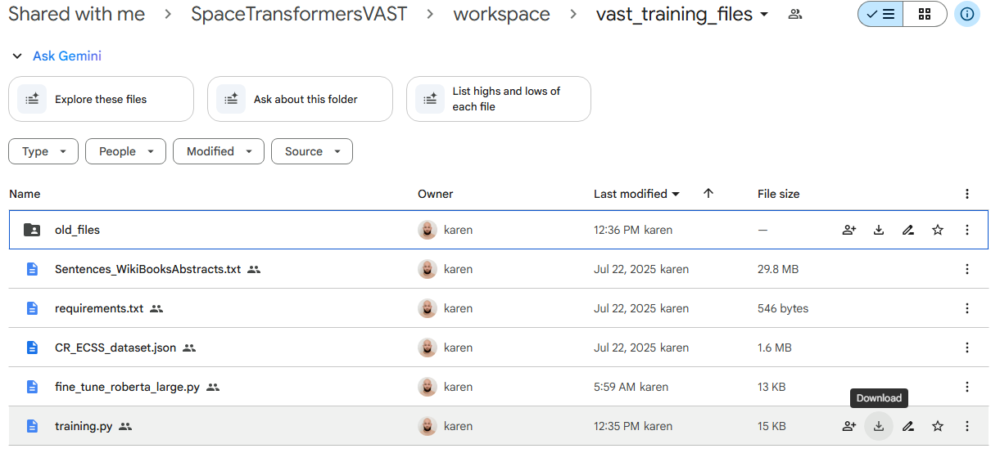 Shared with me > SpaceTransformersVAST > workspace > vast_training_files
Ask Gemini
Explore these files
Ask about this folder
List highs and lows of
each file
Type People Modified Source
Name Owner Last modified File size
old_files karen 12:36 PM karen —
Sentences_WikiBooksAbstracts.txt karen Jul 22, 2025 karen 29.8 MB
requirements.txt karen Jul 22, 2025 karen 546 bytes
CR_ECSS_dataset.json karen Jul 22, 2025 karen 1.6 MB
fine_tune_roberta_large.py karen 5:59 AM karen 13 KB
Download
training.py karen 12:35 PM karen 15 KB